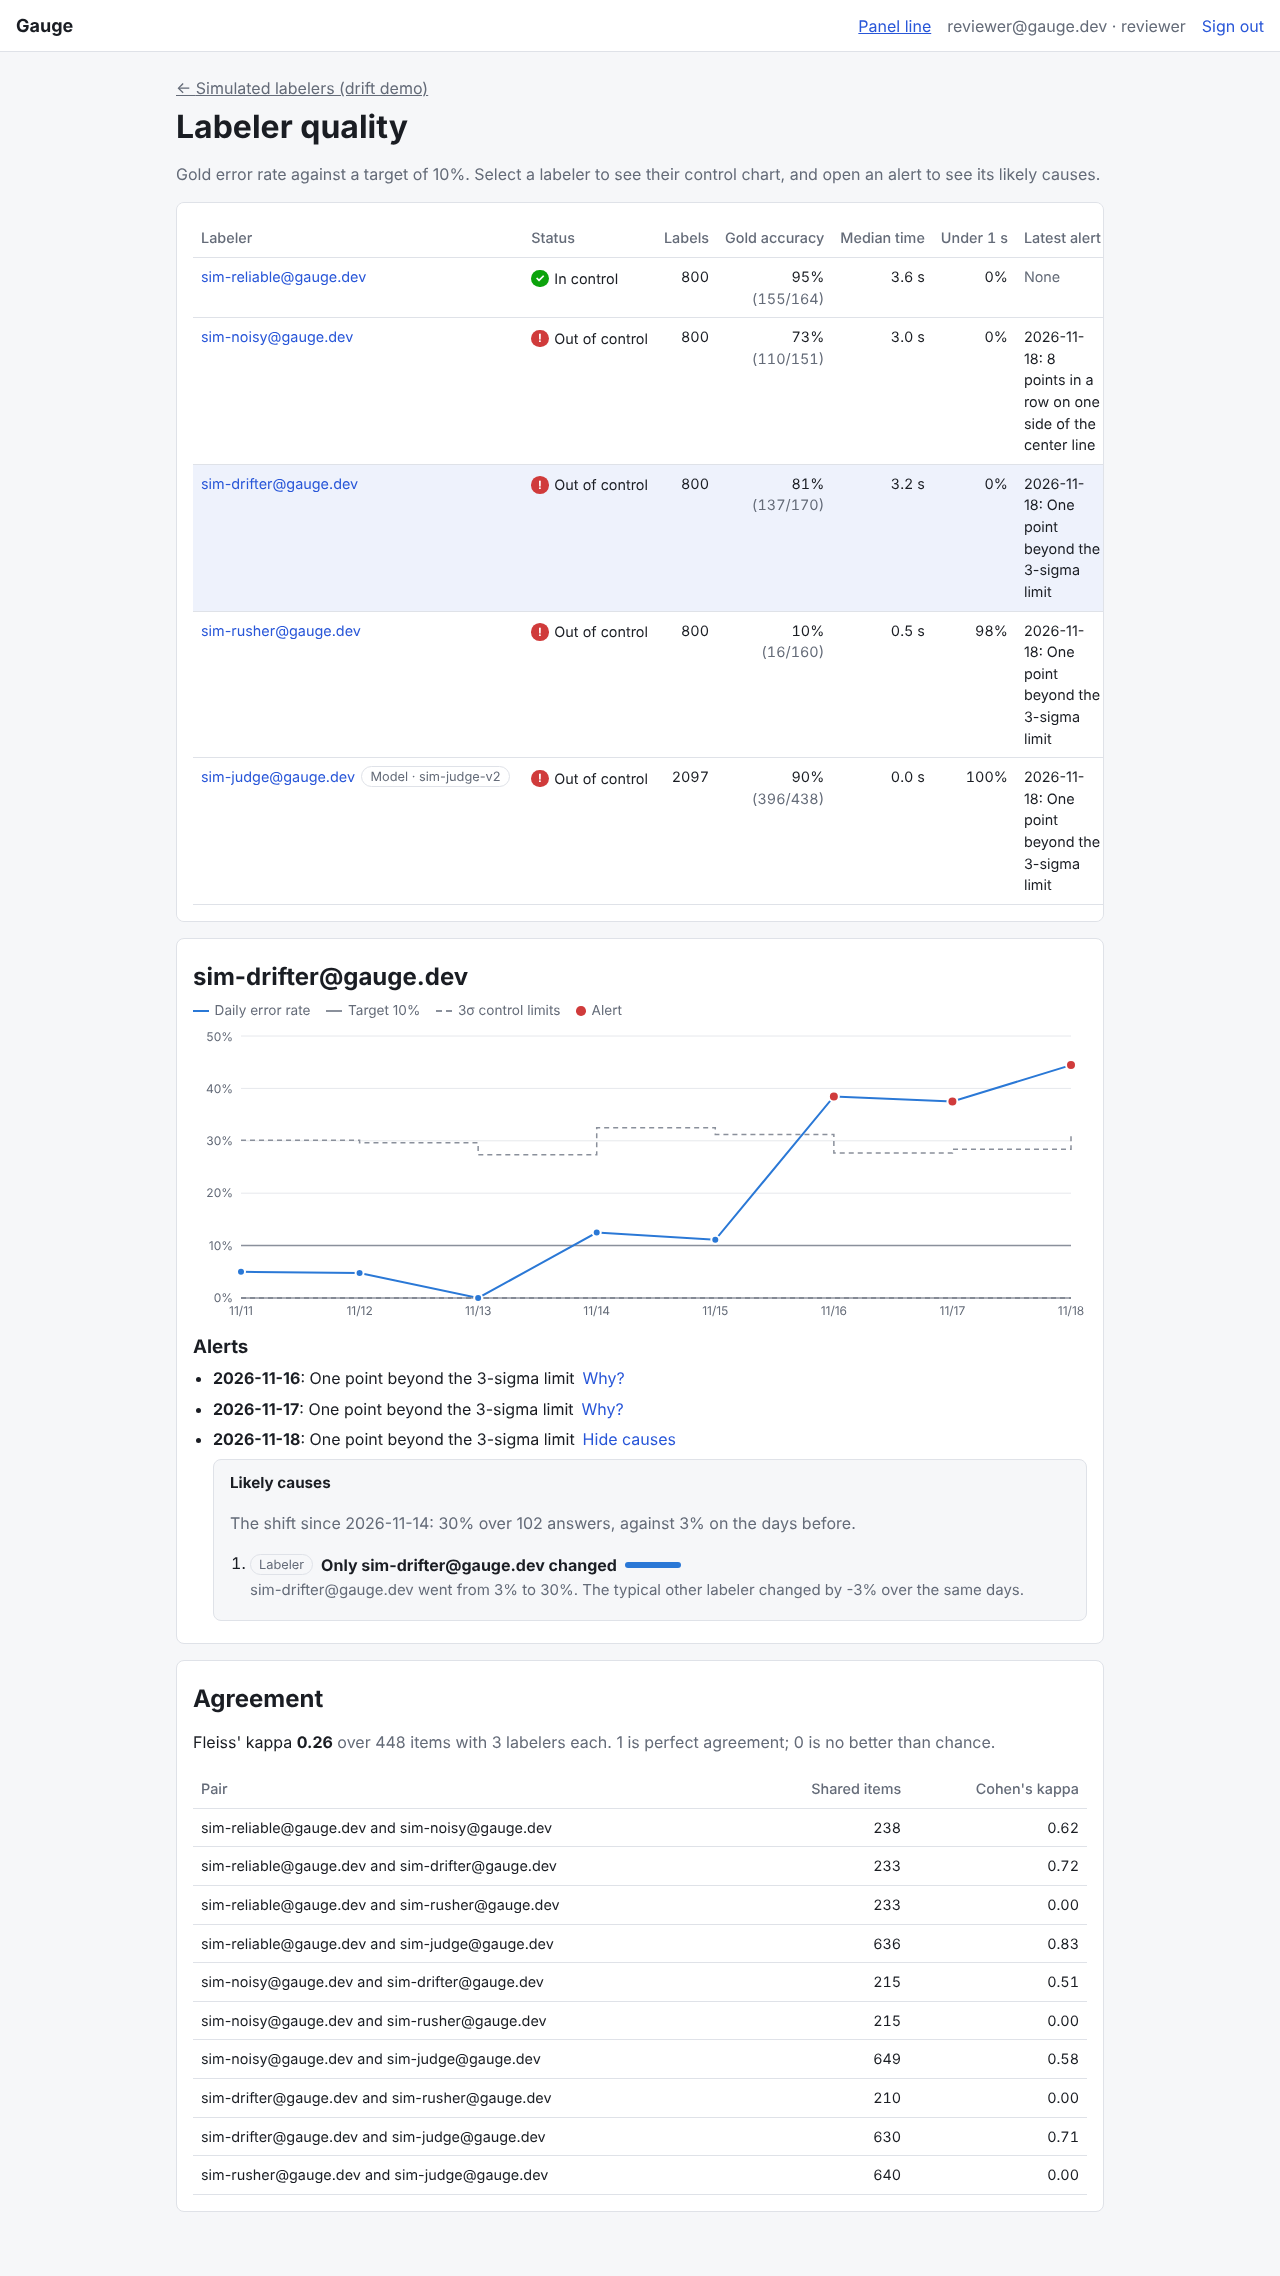 Gauge
Panel line reviewer@gauge.dev · reviewer Sign out
← Simulated labelers (drift demo)
Labeler quality
Gold error rate against a target of 10%. Select a labeler to see their control chart, and open an alert to see its likely causes.
Labeler Status Labels Gold accuracy Median time Under 1 s Latest alert
sim-reliable@gauge.dev In control 800 95% 3.6 s 0% None
(155/164)
sim-noisy@gauge.dev Out of control 800 73% 3.0 s 0% 2026-11-
(110/151) 18: 8
points in a
row on one
side of the
center line
sim-drifter@gauge.dev Out of control 800 81% 3.2 s 0% 2026-11-
(137/170) 18: One
point
beyond the
3-sigma
limit
sim-rusher@gauge.dev Out of control 800 10% 0.5 s 98% 2026-11-
(16/160) 18: One
point
beyond the
3-sigma
limit
sim-judge@gauge.dev Model · sim-judge-v2 Out of control 2097 90% 0.0 s 100% 2026-11-
(396/438) 18: One
point
beyond the
3-sigma
limit
sim-drifter@gauge.dev
Daily error rate Target 10% 3σ control limits Alert
50%
40%
30%
20%
10%
0%
11/11 11/12 11/13 11/14 11/15 11/16 11/17 11/18
Alerts
• 2026-11-16: One point beyond the 3-sigma limit Why?
• 2026-11-17: One point beyond the 3-sigma limit Why?
• 2026-11-18: One point beyond the 3-sigma limit Hide causes
Likely causes
The shift since 2026-11-14: 30% over 102 answers, against 3% on the days before.
1. Labeler Only sim-drifter@gauge.dev changed
sim-drifter@gauge.dev went from 3% to 30%. The typical other labeler changed by -3% over the same days.
Agreement
Fleiss' kappa 0.26 over 448 items with 3 labelers each. 1 is perfect agreement; 0 is no better than chance.
Pair Shared items Cohen's kappa
sim-reliable@gauge.dev and sim-noisy@gauge.dev 238 0.62
sim-reliable@gauge.dev and sim-drifter@gauge.dev 233 0.72
sim-reliable@gauge.dev and sim-rusher@gauge.dev 233 0.00
sim-reliable@gauge.dev and sim-judge@gauge.dev 636 0.83
sim-noisy@gauge.dev and sim-drifter@gauge.dev 215 0.51
sim-noisy@gauge.dev and sim-rusher@gauge.dev 215 0.00
sim-noisy@gauge.dev and sim-judge@gauge.dev 649 0.58
sim-drifter@gauge.dev and sim-rusher@gauge.dev 210 0.00
sim-drifter@gauge.dev and sim-judge@gauge.dev 630 0.71
sim-rusher@gauge.dev and sim-judge@gauge.dev 640 0.00